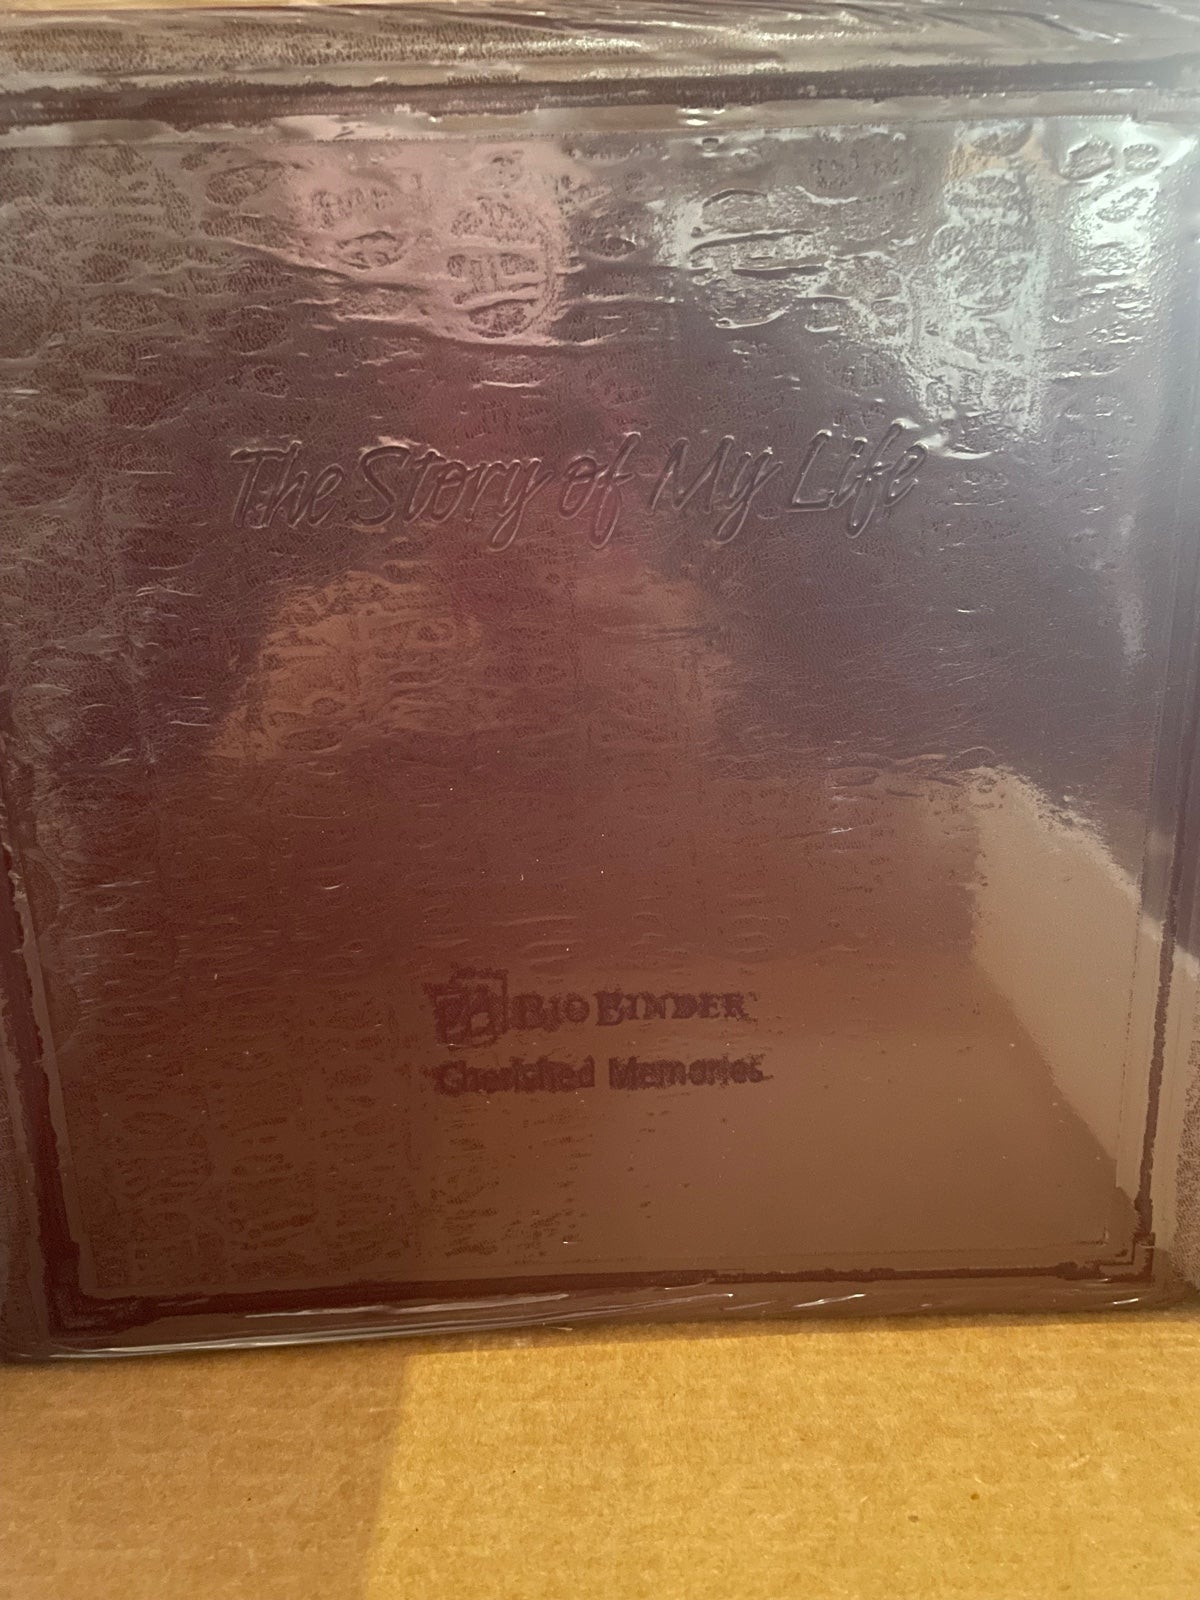 The Story of My Life
BIO BINDER
Cherished Memories